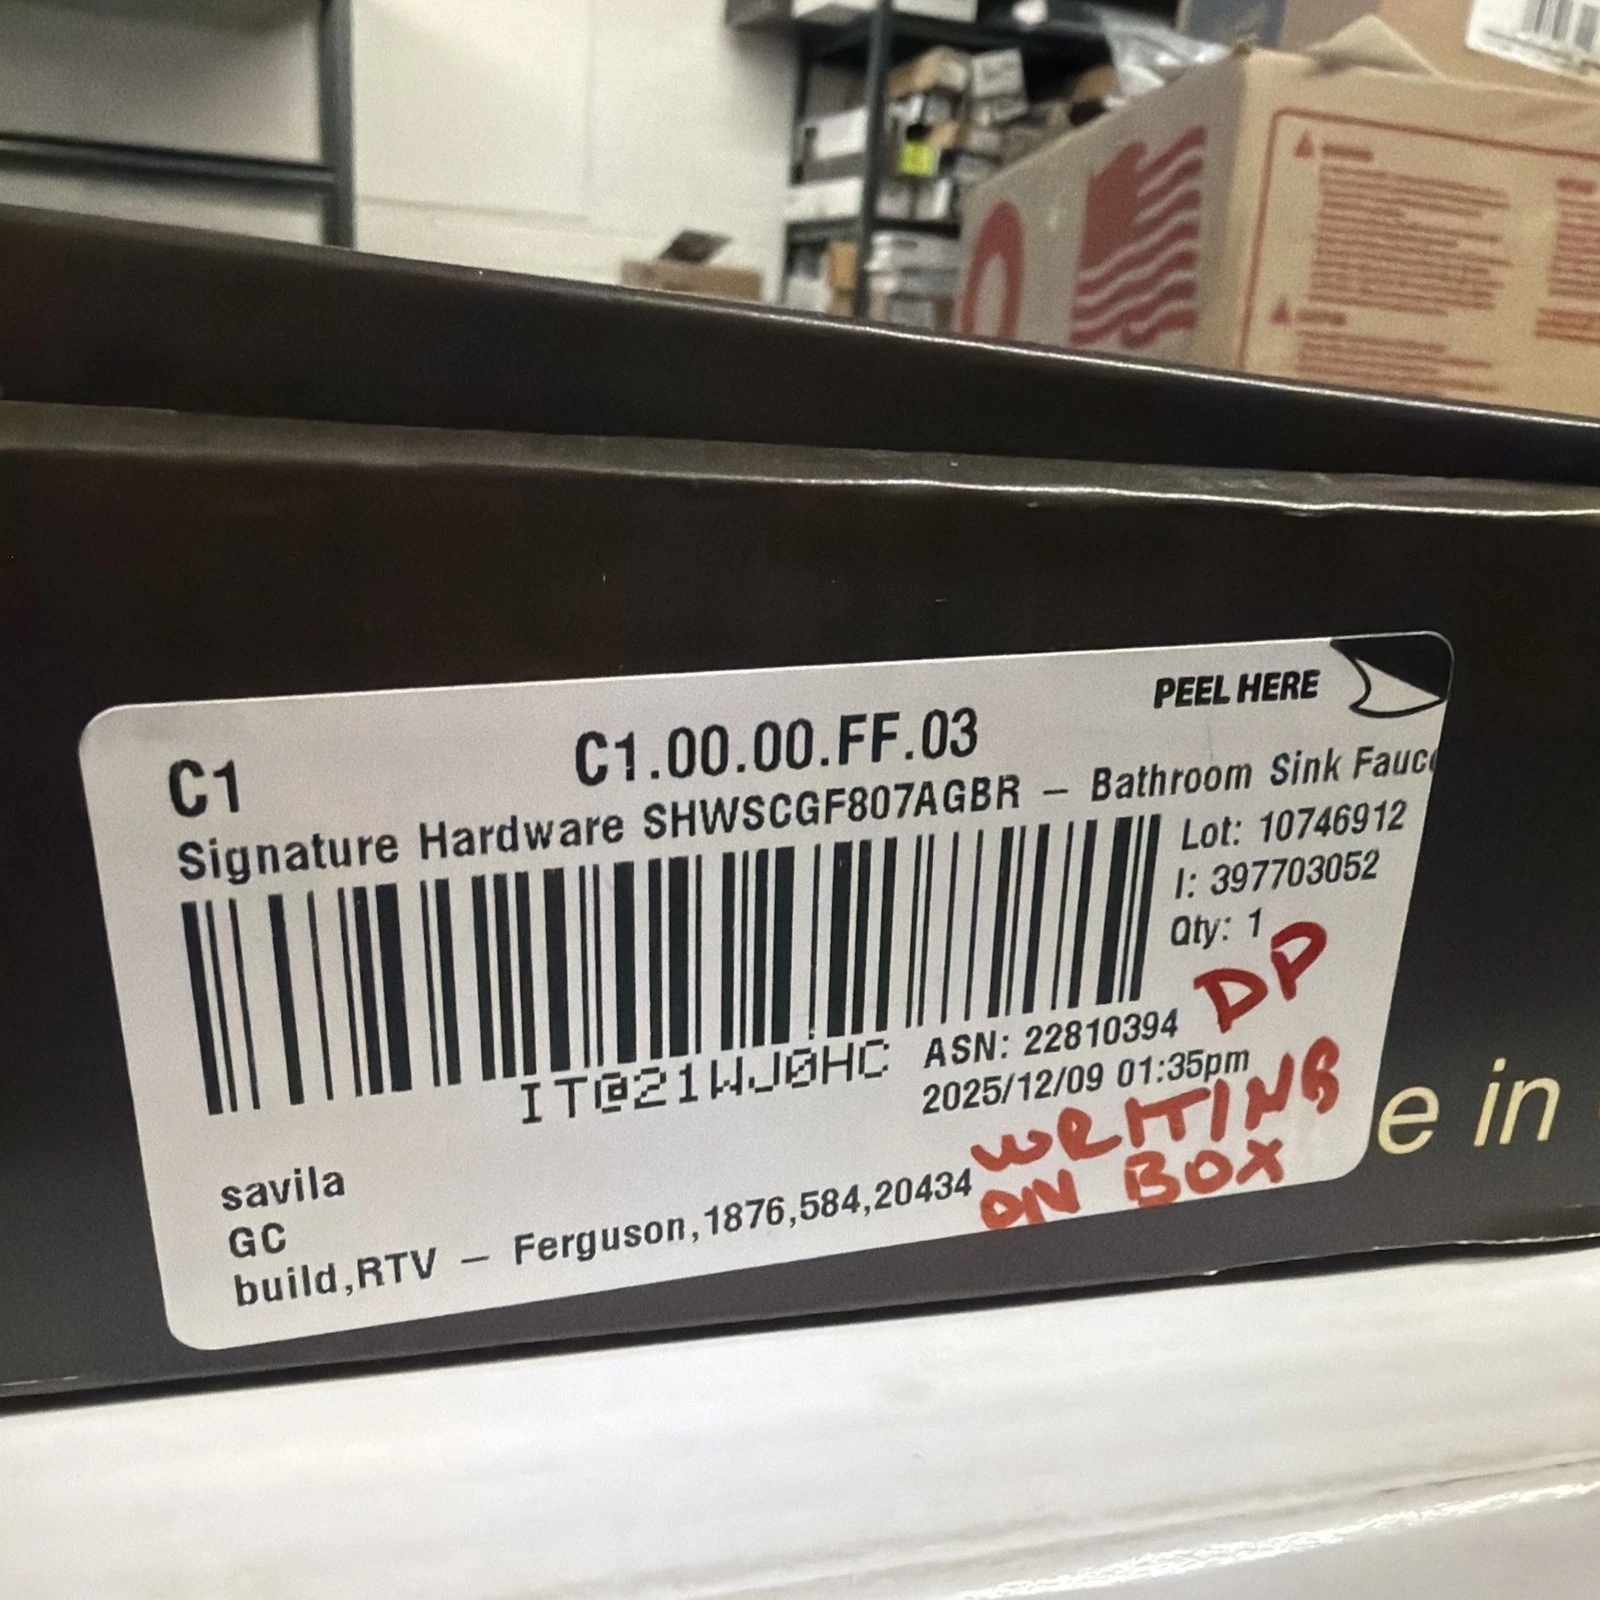 PEEL HERE
C1
C1.00.00.FF.03
Signature Hardware SHWSCGF807AGBR – Bathroom Sink Fauc
Lot: 10746912
I: 397703052
Qty: 1
DP
IT@21WJ0HC
ASN: 22810394
2025/12/09 01:35pm
WRITING
ON BOX
savila
GC
build,RTV – Ferguson,1876,584,20434
e in